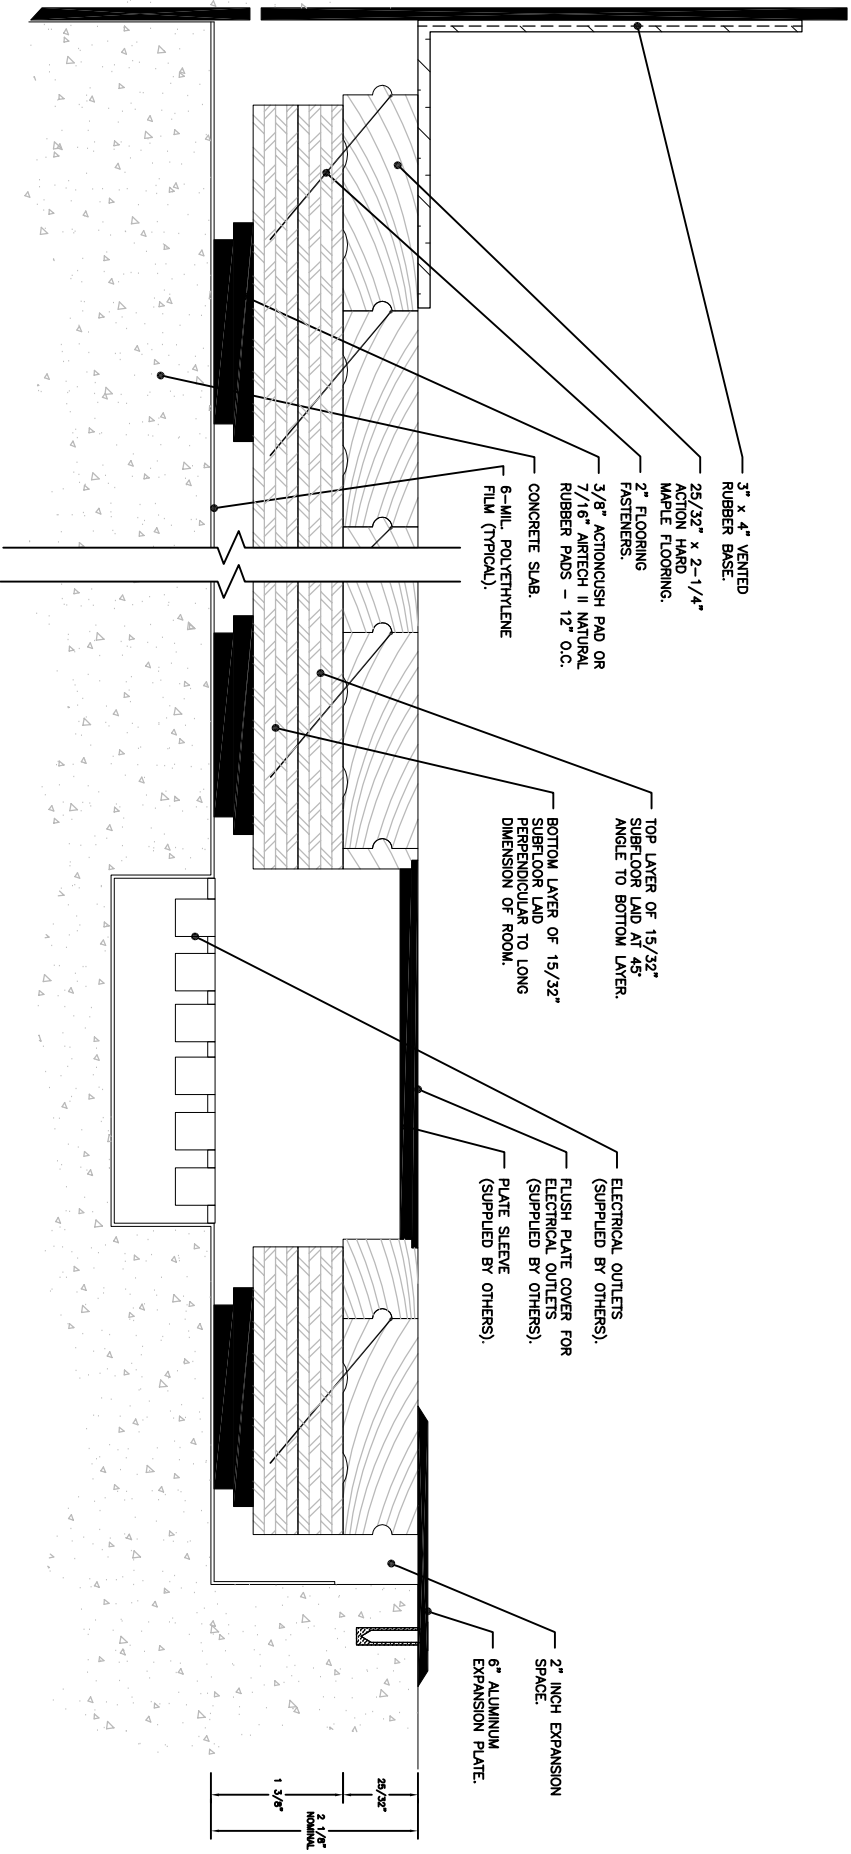 3" x 4" VENTED
RUBBER BASE.
25/32" x 2-1/4"
ACTION HARD
MAPLE FLOORING.
2" FLOORING
FASTENERS.
3/8" ACTIONCUSH PAD OR
7/16" AIRTECH II NATURAL
RUBBER PADS - 12" O.C.
CONCRETE SLAB.
6-MIL. POLYETHYLENE
FILM (TYPICAL).
TOP LAYER OF 15/32"
SUBFLOOR LAID AT 45°
ANGLE TO BOTTOM LAYER.
BOTTOM LAYER OF 15/32"
SUBFLOOR LAID
PERPENDICULAR TO LONG
DIMENSION OF ROOM.
ELECTRICAL OUTLETS
(SUPPLIED BY OTHERS).
FLUSH PLATE COVER FOR
ELECTRICAL OUTLETS
(SUPPLIED BY OTHERS).
PLATE SLEEVE
(SUPPLIED BY OTHERS).
2" INCH EXPANSION
SPACE.
6" ALUMINUM
EXPANSION PLATE.
25/32"
1 3/8"
2 1/8"
NOMINAL